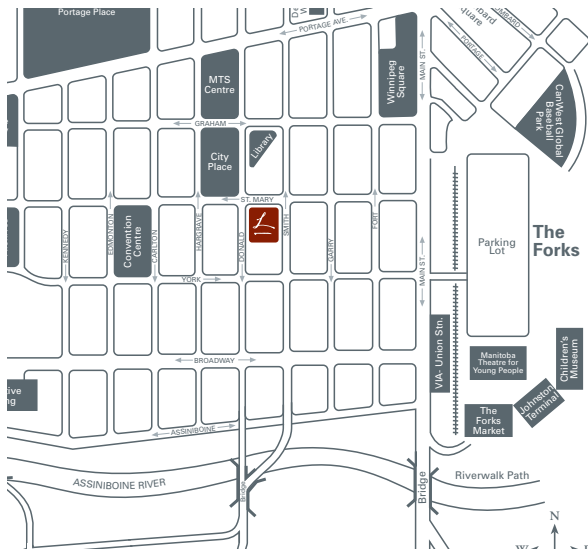 Portage Place
PORTAGE AVE.
MTS
Centre
Winnipeg
Square
MAIN ST.
PORTAGE
CanWest Global
Baseball
Park
GRAHAM
City
Place
Library
ST. MARY
KENNEDY
EDMONTON
Convention
Centre
CARLTON
HARGRAVE
DONALD
SMITH
GARRY
FORT
MAIN ST.
YORK
Parking
Lot
The
Forks
VIA- Union Stn.
BROADWAY
Manitoba
Theatre for
Young People
Children's
Museum
Johnston
Terminal
The
Forks
Market
ASSINIBOINE
ASSINIBOINE RIVER
Bridge
Bridge
Riverwalk Path
N